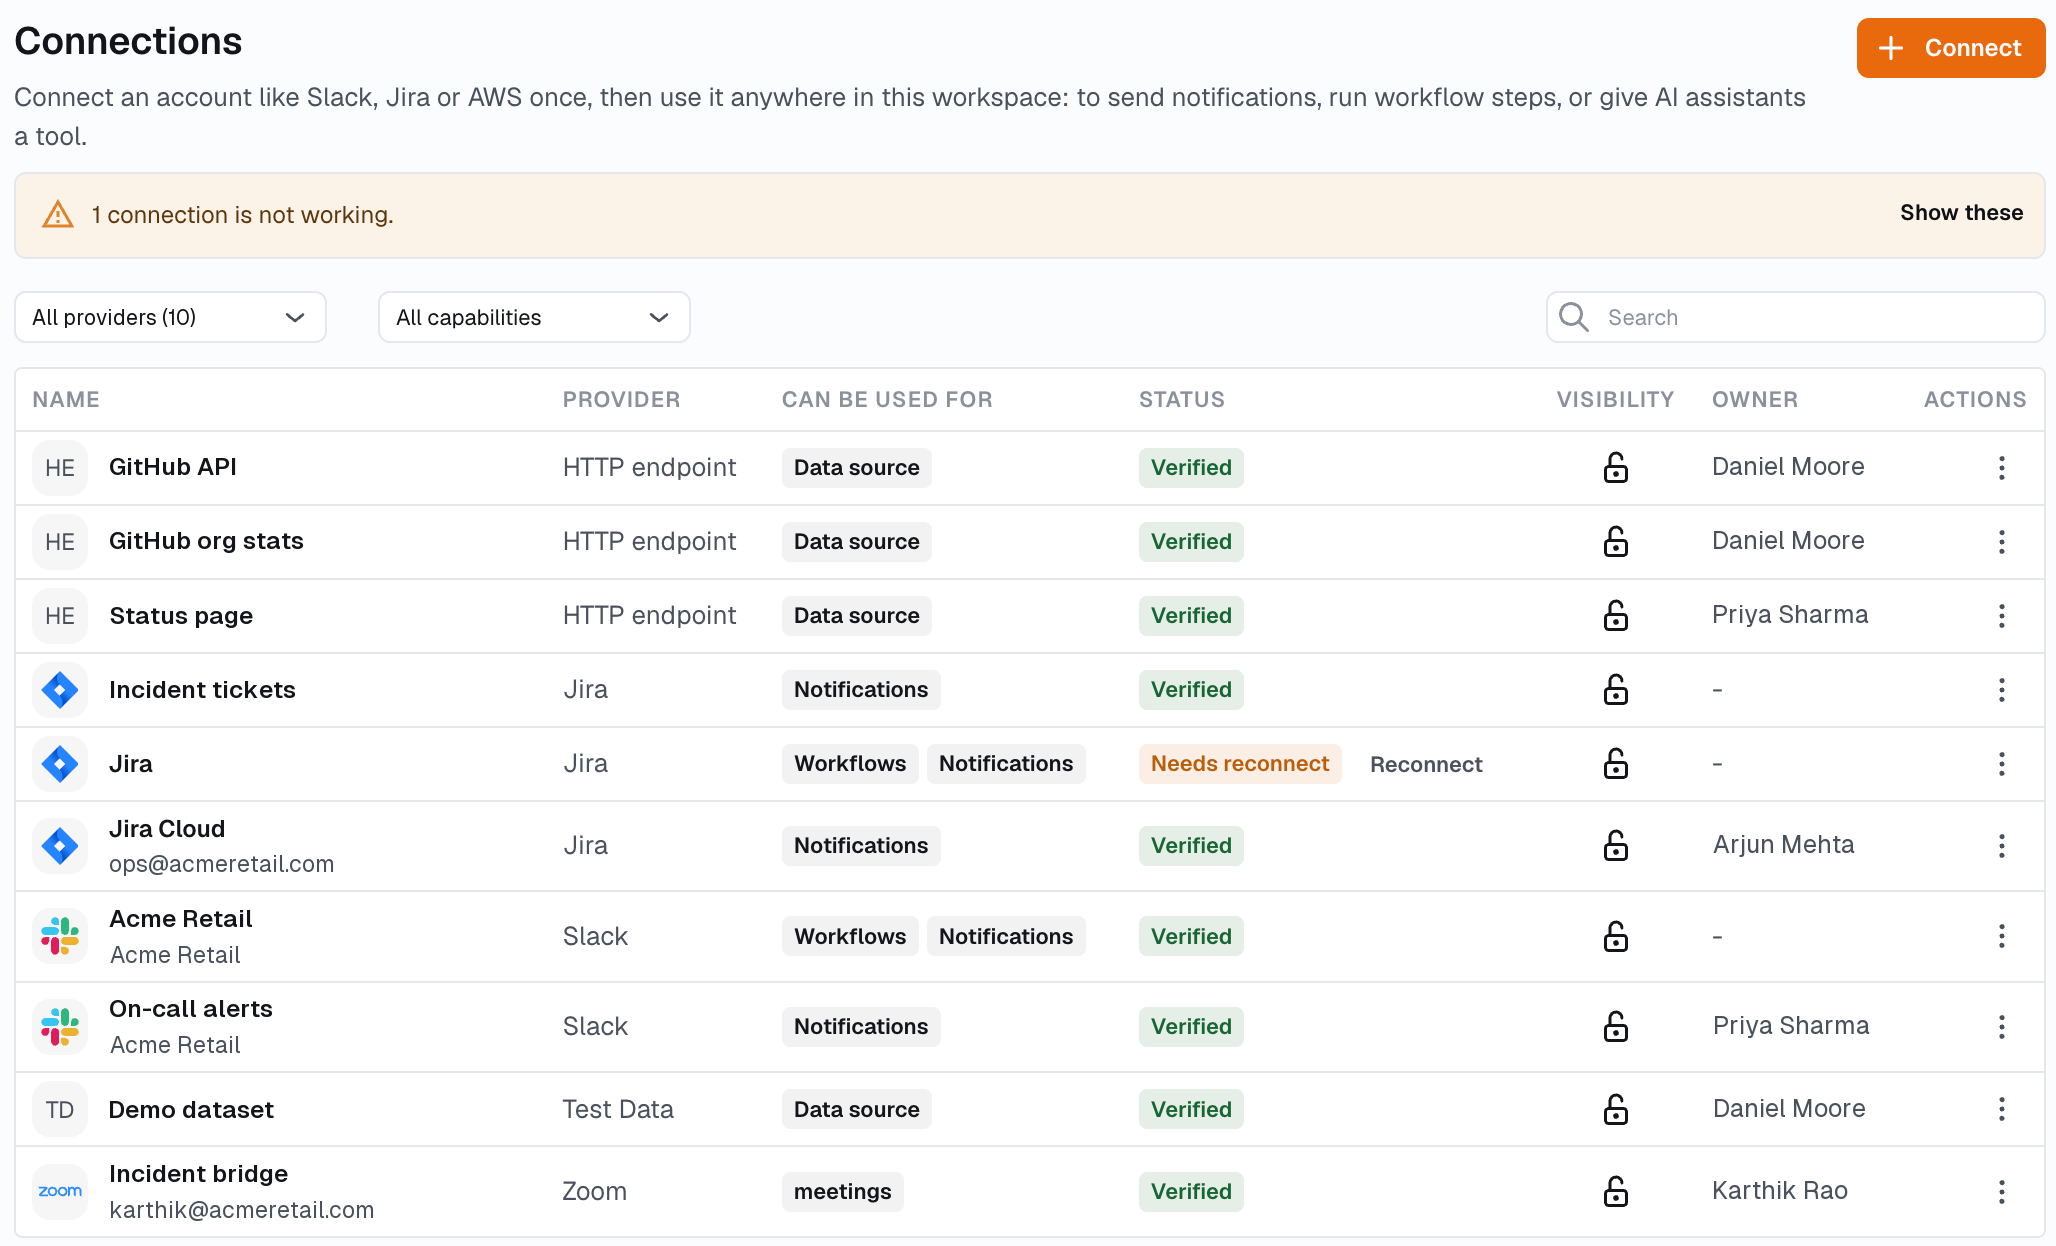 Connections
Connect
Connect an account like Slack, Jira or AWS once, then use it anywhere in this workspace: to send notifications, run workflow steps, or give AI assistants
a tool.
1 connection is not working.
Show these
All providers (10)
All capabilities
Search
NAME PROVIDER CAN BE USED FOR STATUS VISIBILITY OWNER ACTIONS
HE GitHub API HTTP endpoint Data source Verified Daniel Moore
HE GitHub org stats HTTP endpoint Data source Verified Daniel Moore
HE Status page HTTP endpoint Data source Verified Priya Sharma
Incident tickets Jira Notifications Verified -
Jira Jira Workflows Notifications Needs reconnect Reconnect -
Jira Cloud
ops@acmeretail.com
Jira Notifications Verified Arjun Mehta
Acme Retail
Acme Retail
Slack Workflows Notifications Verified -
On-call alerts
Acme Retail
Slack Notifications Verified Priya Sharma
TD Demo dataset Test Data Data source Verified Daniel Moore
zoom
Incident bridge
karthik@acmeretail.com
Zoom meetings Verified Karthik Rao